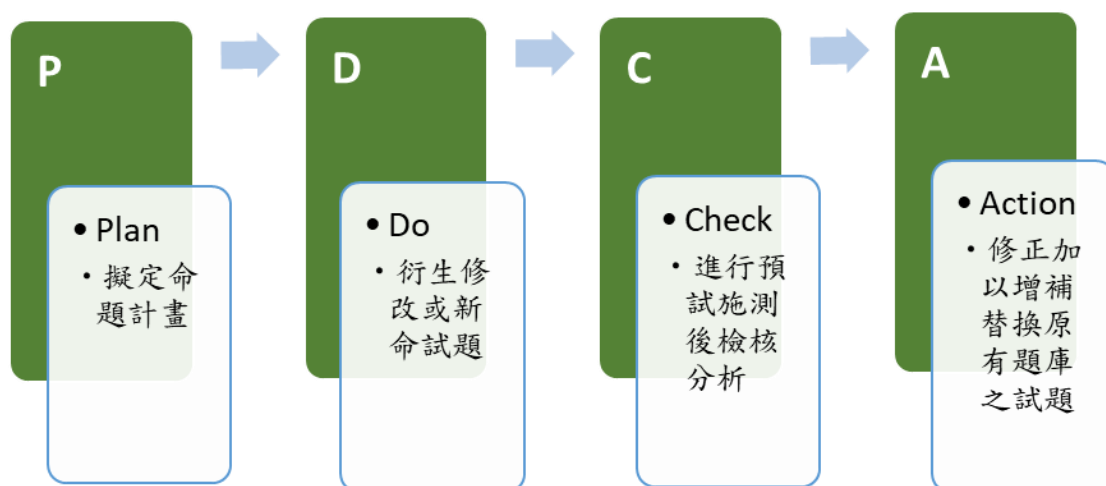 P
• Plan
• 擬定命
題計畫
D
• Do
• 衍生修
改或新
命試題
C
• Check
• 進行預
試施測
後檢核
分析
A
• Action
• 修正加
以增補
替換原
有題庫
之試題